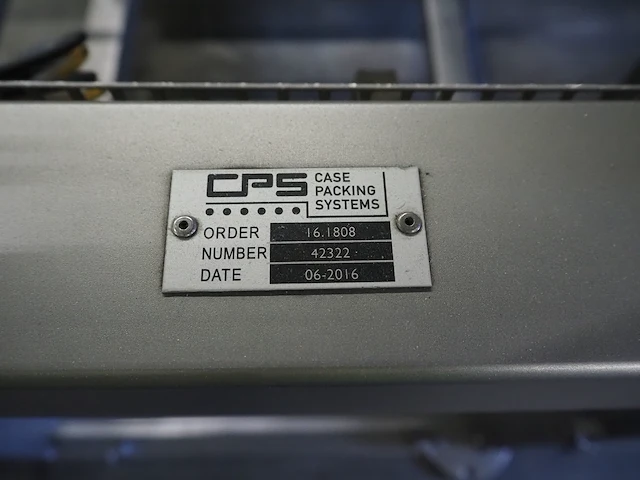 CPS CASE
PACKING
SYSTEMS
ORDER 16.1808
NUMBER 42322
DATE 06-2016